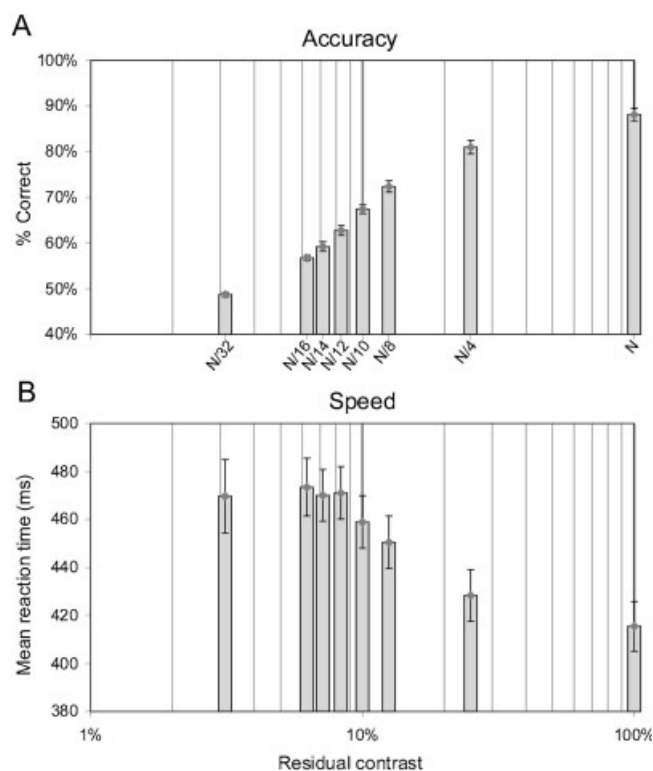 A
Accuracy
100%
90%
80%
70%
60%
50%
40%
% Correct
N/32
N/16
N/14
N/12
N/10
N/8
N/4
N
B
Speed
500
480
460
440
420
400
380
Mean reaction time (ms)
1%
10%
100%
Residual contrast